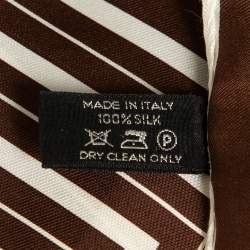 MADE IN ITALY
100% SILK
P
DRY CLEAN ONLY